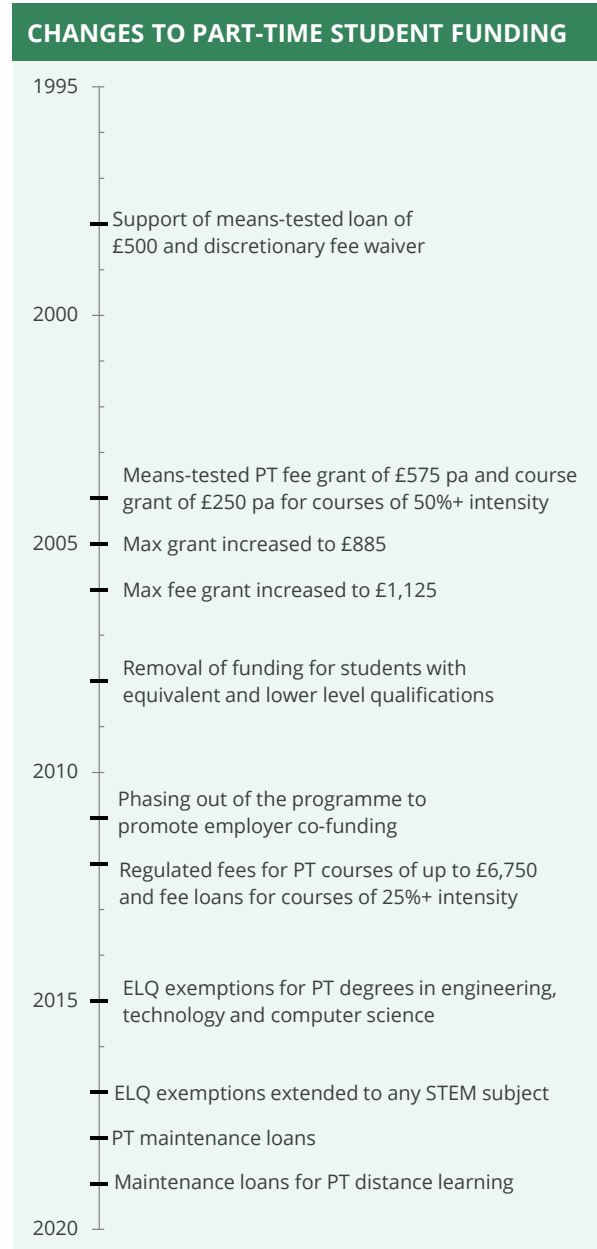 CHANGES TO PART-TIME STUDENT FUNDING
1995
Support of means-tested loan of
£500 and discretionary fee waiver
2000
Means-tested PT fee grant of £575 pa and course
grant of £250 pa for courses of 50%+ intensity
2005
Max grant increased to £885
Max fee grant increased to £1,125
Removal of funding for students with
equivalent and lower level qualifications
2010
Phasing out of the programme to
promote employer co-funding
Regulated fees for PT courses of up to £6,750
and fee loans for courses of 25%+ intensity
2015
ELQ exemptions for PT degrees in engineering,
technology and computer science
ELQ exemptions extended to any STEM subject
PT maintenance loans
Maintenance loans for PT distance learning
2020